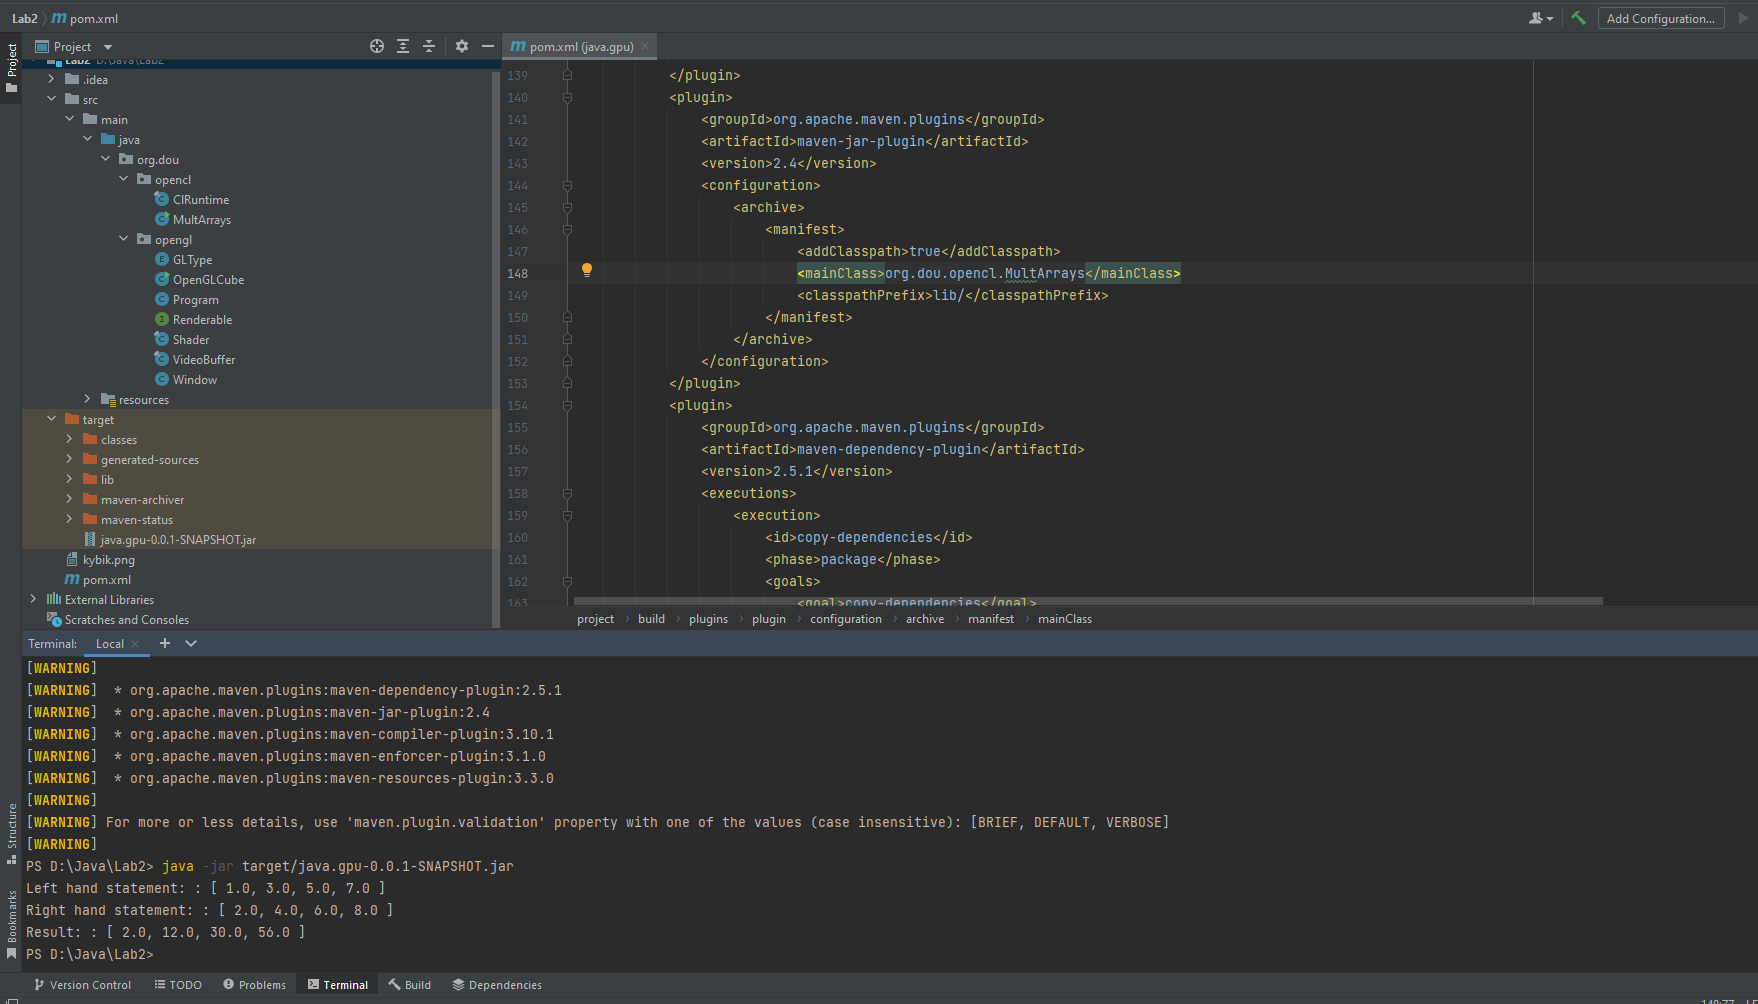 Lab2 pom.xml
Add Configuration...
Project
Project
pom.xml (java.gpu)
Lab2 D:\Java\Lab2
.idea
src
main
java
org.dou
opencl
ClRuntime
MultArrays
opengl
GLType
OpenGLCube
Program
Renderable
Shader
VideoBuffer
Window
resources
target
classes
generated-sources
lib
maven-archiver
maven-status
java.gpu-0.0.1-SNAPSHOT.jar
kybik.png
pom.xml
External Libraries
Scratches and Consoles
139 </plugin>
140 <plugin>
141 <groupId>org.apache.maven.plugins</groupId>
142 <artifactId>maven-jar-plugin</artifactId>
143 <version>2.4</version>
144 <configuration>
145 <archive>
146 <manifest>
147 <addClasspath>true</addClasspath>
148 <mainClass>org.dou.opencl.MultArrays</mainClass>
149 <classpathPrefix>lib/</classpathPrefix>
150 </manifest>
151 </archive>
152 </configuration>
153 </plugin>
154 <plugin>
155 <groupId>org.apache.maven.plugins</groupId>
156 <artifactId>maven-dependency-plugin</artifactId>
157 <version>2.5.1</version>
158 <executions>
159 <execution>
160 <id>copy-dependencies</id>
161 <phase>package</phase>
162 <goals>
163 <goal>copy-dependencies</goal>
project build plugins plugin configuration archive manifest mainClass
Terminal: Local
[WARNING]
[WARNING] * org.apache.maven.plugins:maven-dependency-plugin:2.5.1
[WARNING] * org.apache.maven.plugins:maven-jar-plugin:2.4
[WARNING] * org.apache.maven.plugins:maven-compiler-plugin:3.10.1
[WARNING] * org.apache.maven.plugins:maven-enforcer-plugin:3.1.0
[WARNING] * org.apache.maven.plugins:maven-resources-plugin:3.3.0
[WARNING]
[WARNING] For more or less details, use 'maven.plugin.validation' property with one of the values (case insensitive): [BRIEF, DEFAULT, VERBOSE]
[WARNING]
PS D:\Java\Lab2> java -jar target/java.gpu-0.0.1-SNAPSHOT.jar
Left hand statement: : [ 1.0, 3.0, 5.0, 7.0 ]
Right hand statement: : [ 2.0, 4.0, 6.0, 8.0 ]
Result: : [ 2.0, 12.0, 30.0, 56.0 ]
PS D:\Java\Lab2>
Structure
Bookmarks
Version Control TODO Problems Terminal Build Dependencies
148:77